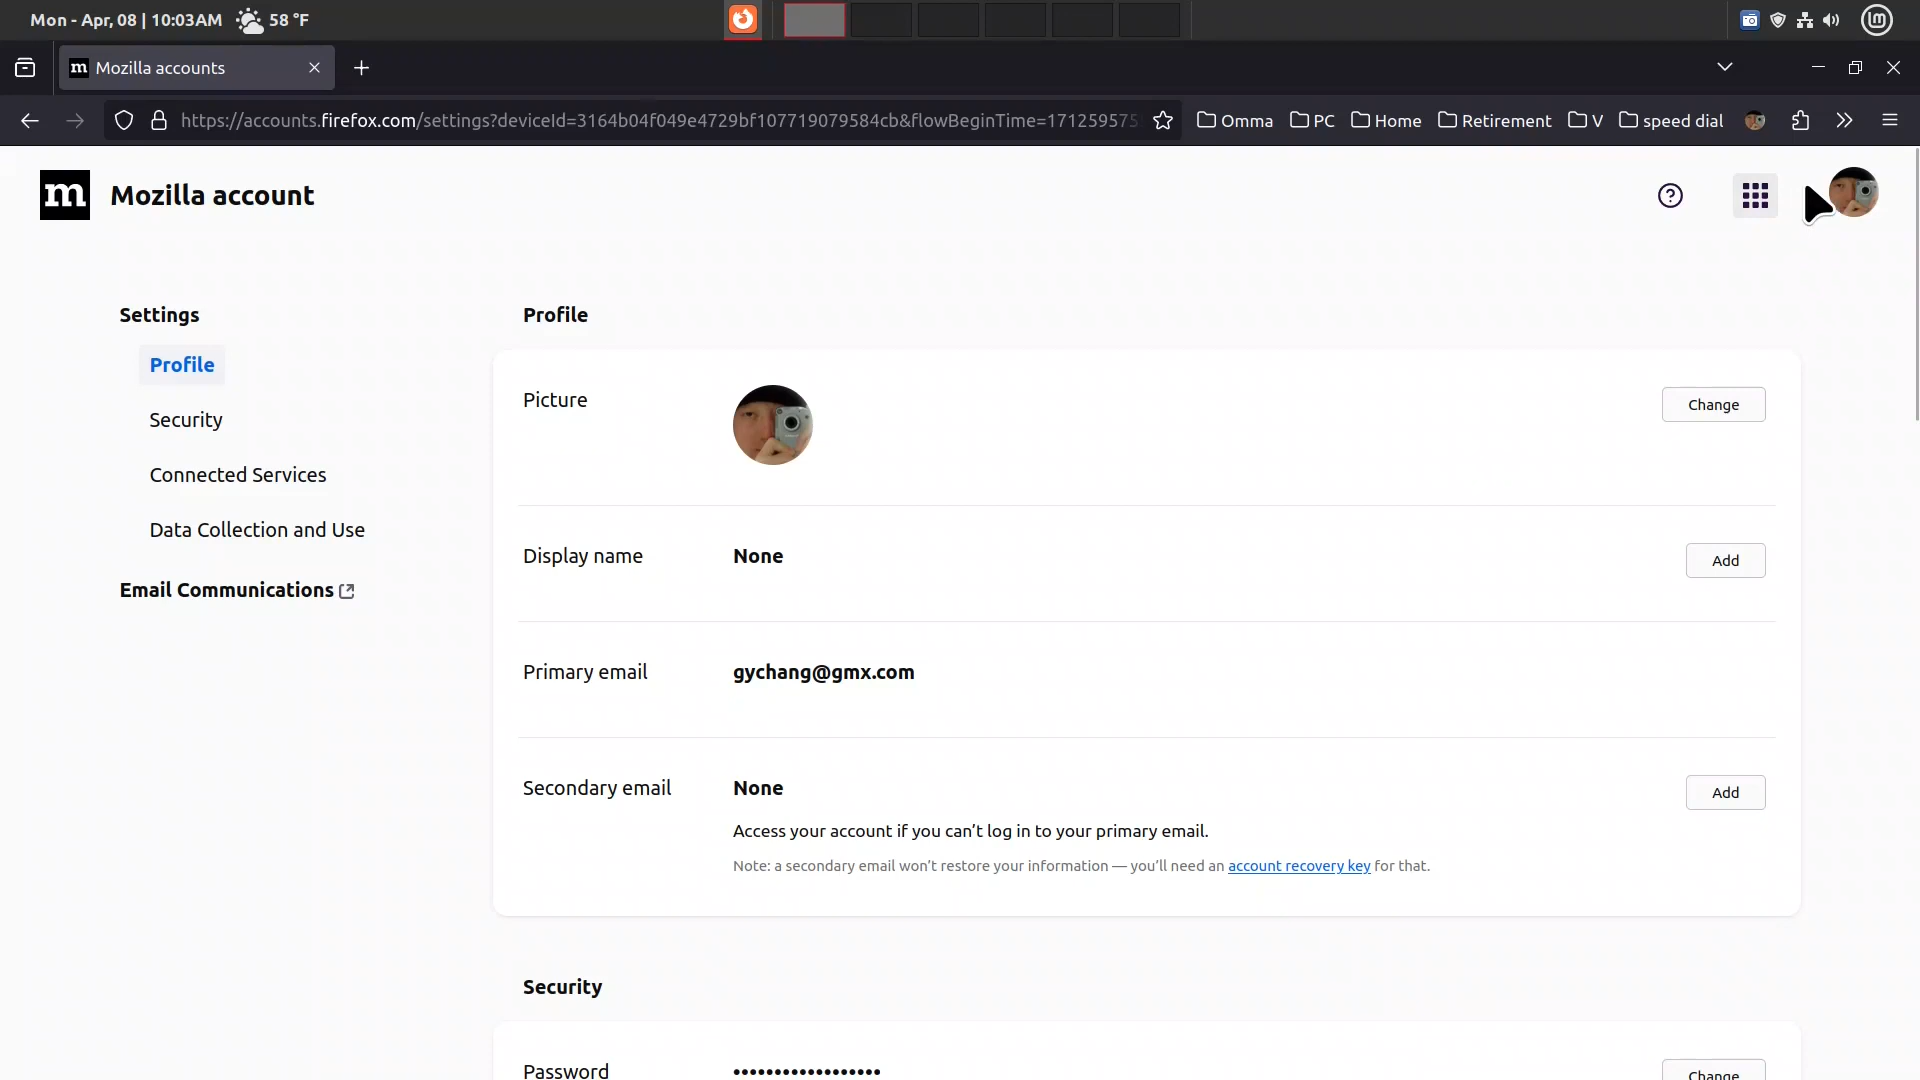 Mon - Apr, 08 | 10:03AM 58 °F
m Mozilla accounts
https://accounts.firefox.com/settings?deviceId=3164b04f049e4729bf107719079584cb&flowBeginTime=171259575 Omma PC Home Retirement V speed dial
m Mozilla account
Settings
Profile
Security
Connected Services
Data Collection and Use
Email Communications
Profile
Picture Change
Display name None Add
Primary email gychang@gmx.com
Secondary email None Add
Access your account if you can’t log in to your primary email.
Note: a secondary email won’t restore your information — you’ll need an account recovery key for that.
Security
Password •••••••••••••••••• Change